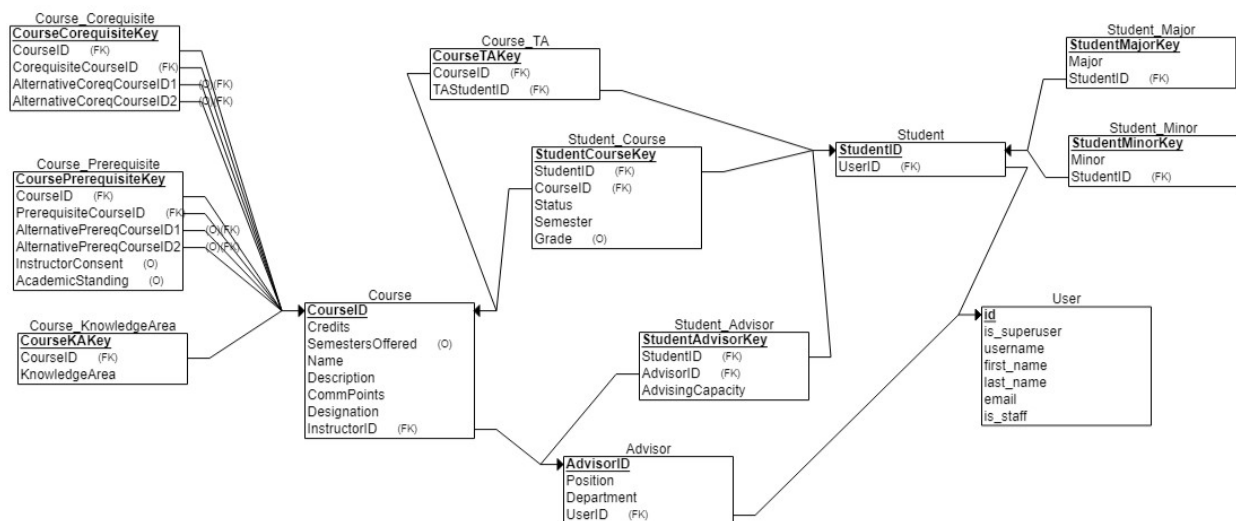 Course_Corequisite
CourseCorequisiteKey
CourseID (FK)
CorequisiteCourseID (FK)
AlternativeCoreqCourseID1 (O)(FK)
AlternativeCoreqCourseID2 (O)(FK)
Course_Prerequisite
CoursePrerequisiteKey
CourseID (FK)
PrerequisiteCourseID (FK)
AlternativePrereqCourseID1 (O)(FK)
AlternativePrereqCourseID2 (O)(FK)
InstructorConsent (O)
AcademicStanding (O)
Course_KnowledgeArea
CourseKAKey
CourseID (FK)
KnowledgeArea
Course_TA
CourseTAKey
CourseID (FK)
TAStudentID (FK)
Student_Course
StudentCourseKey
StudentID (FK)
CourseID (FK)
Status
Semester
Grade (O)
Course
CourseID
Credits
SemestersOffered (O)
Name
Description
CommPoints
Designation
InstructorID (FK)
Student_Advisor
StudentAdvisorKey
StudentID (FK)
AdvisorID (FK)
AdvisingCapacity
Advisor
AdvisorID
Position
Department
UserID (FK)
Student
StudentID
UserID (FK)
Student_Major
StudentMajorKey
Major
StudentID (FK)
Student_Minor
StudentMinorKey
Minor
StudentID (FK)
User
id
is_superuser
username
first_name
last_name
email
is_staff